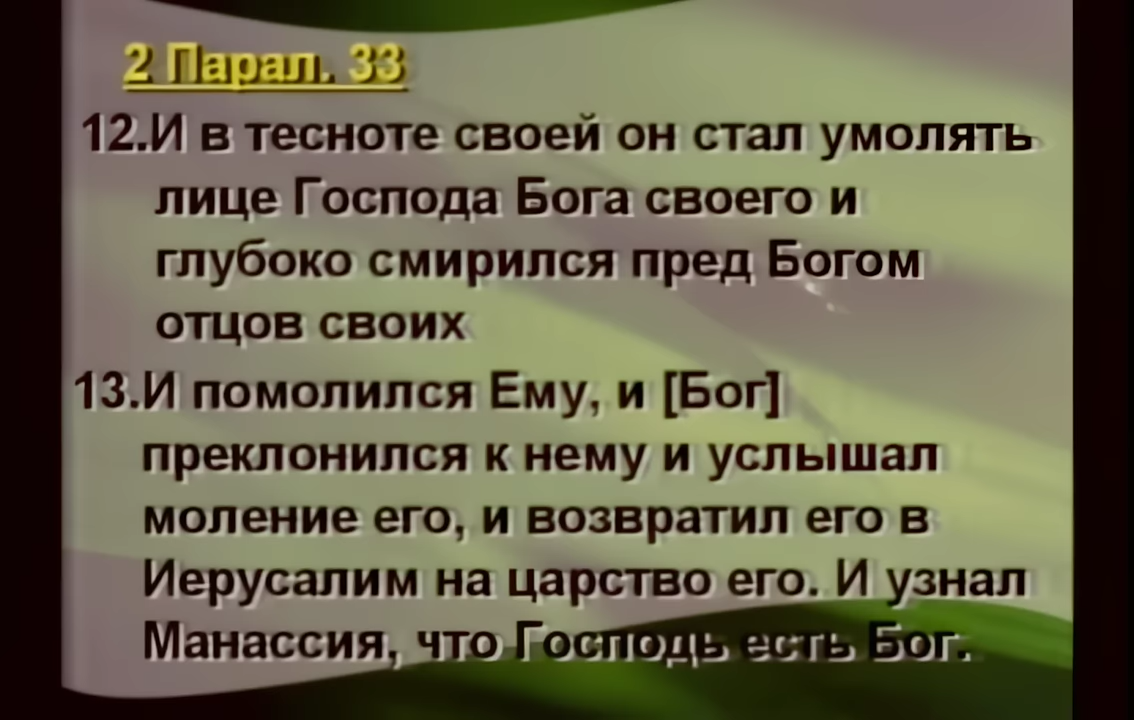 2 Парал. 33
12.И в тесноте своей он стал умолять
лице Господа Бога своего и
глубоко смирился пред Богом
отцов своих
13.И помолился Ему, и [Бог]
преклонился к нему и услышал
моление его, и возвратил его в
Иерусалим на царство его. И узнал
Манассия, что Господь есть Бог.